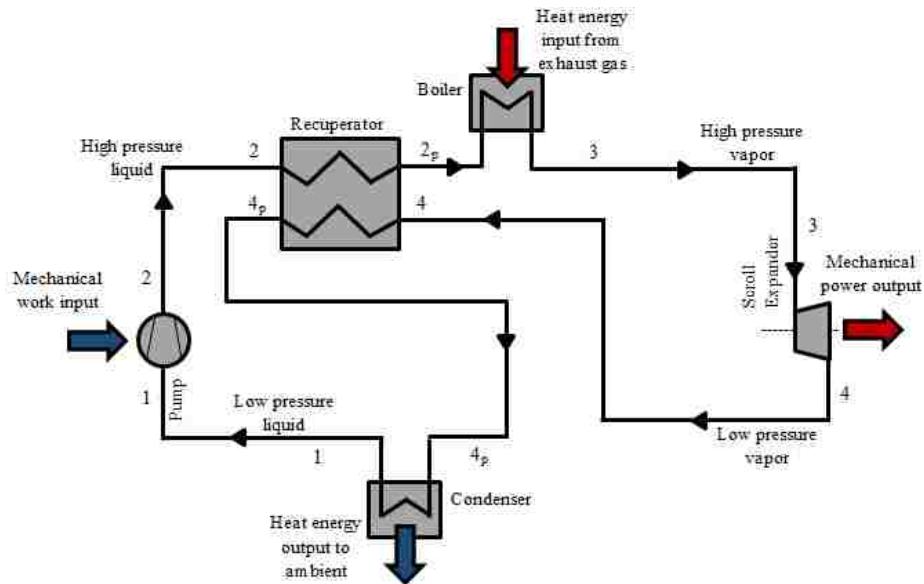 Heat energy
input from
exhaust gas
Boiler
Recuperator
High pressure
liquid
2
2p
3
High pressure
vapor
4p
4
3
2
Mechanical
work input
Scroll
Expander
Mechanical
power output
1
Pump
4
Low pressure
liquid
Low pressure
vapor
1
4p
Condenser
Heat energy
output to
ambient